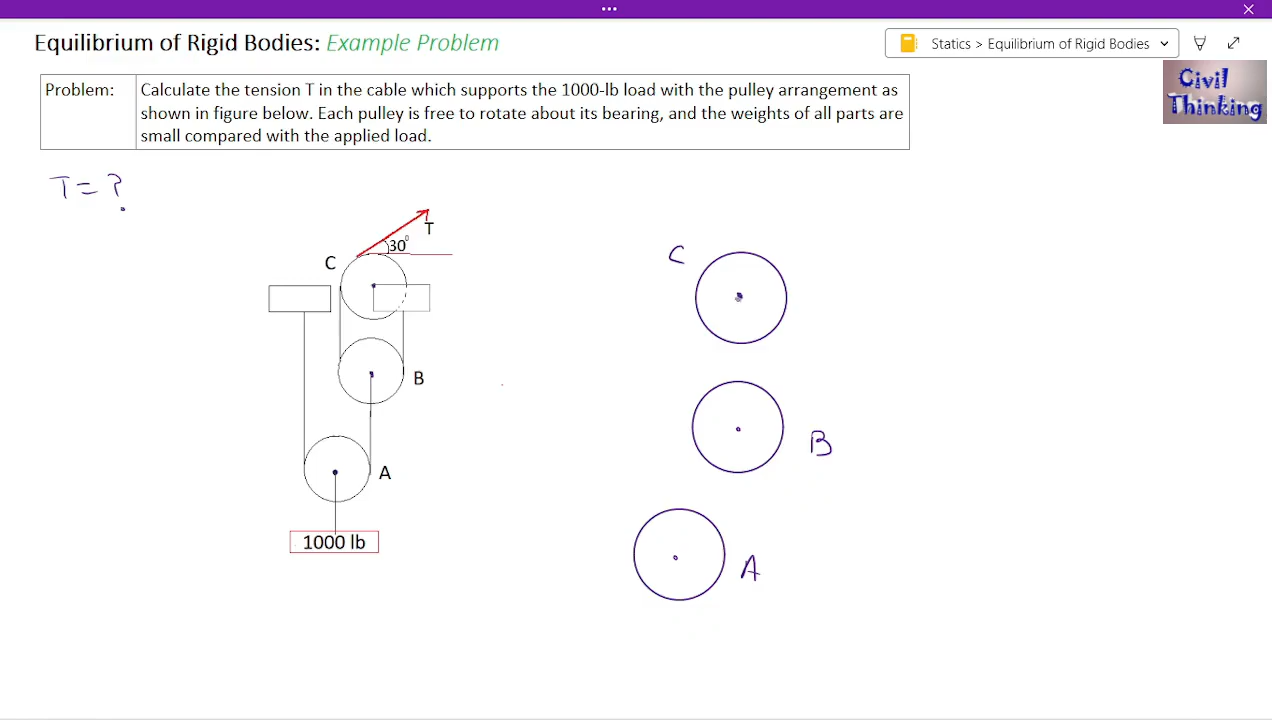 Equilibrium of Rigid Bodies: Example Problem
Statics > Equilibrium of Rigid Bodies
Civil
Thinking
Problem: Calculate the tension T in the cable which supports the 1000-lb load with the pulley arrangement as
shown in figure below. Each pulley is free to rotate about its bearing, and the weights of all parts are
small compared with the applied load.
T = ?
T
30°
C
B
A
1000 lb
C
B
A